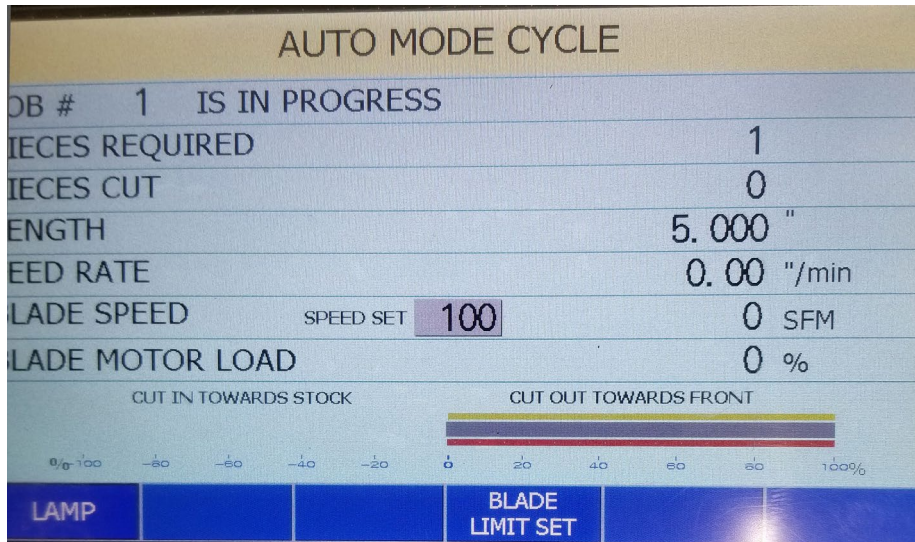 AUTO MODE CYCLE
OB # 1 IS IN PROGRESS
IECES REQUIRED 1
IECES CUT 0
ENGTH 5.000 "
EED RATE 0.00 "/min
LADE SPEED SPEED SET 100 0 SFM
LADE MOTOR LOAD 0 %
CUT IN TOWARDS STOCK CUT OUT TOWARDS FRONT
% -100 -80 -60 -40 -20 0 20 40 60 80 100%
LAMP BLADE
LIMIT SET